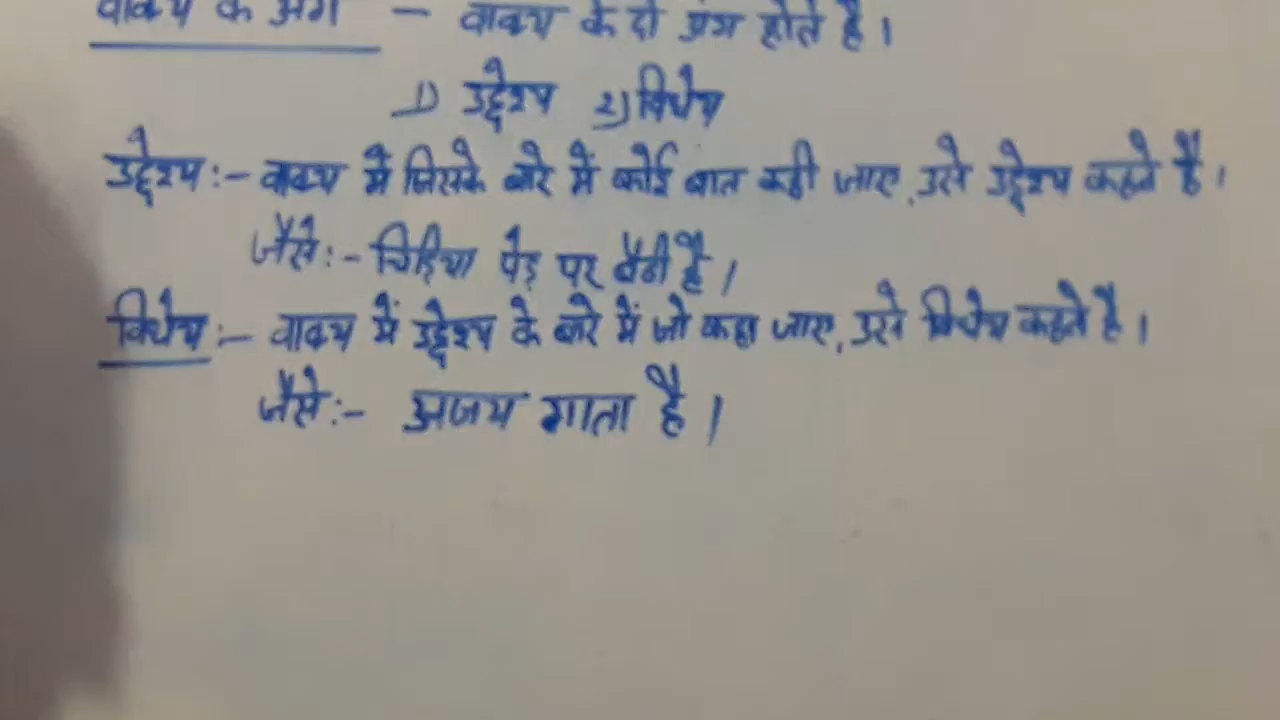 वाक्य के अंग - वाक्य के दो अंग होते है।
1) उद्देश्य 2) विधेय
उद्देश्य :- वाक्य में जिसके बारे में कोई बात कही जाए, उसे उद्देश्य कहते है।
जैसे:- चिड़िया पेड़ पर बैठी है।
विधेय :- वाक्य में उद्देश्य के बारे में जो कहा जाए, उसे विधेय कहते है।
जैसे:- अजय गाता है।